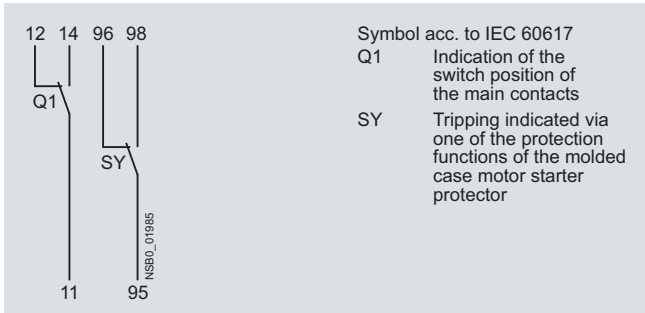 12 14 96 98
Q1
SY
NSB0_01985
11 95
Symbol acc. to IEC 60617
Q1 Indication of the
switch position of
the main contacts
SY Tripping indicated via
one of the protection
functions of the molded
case motor starter
protector